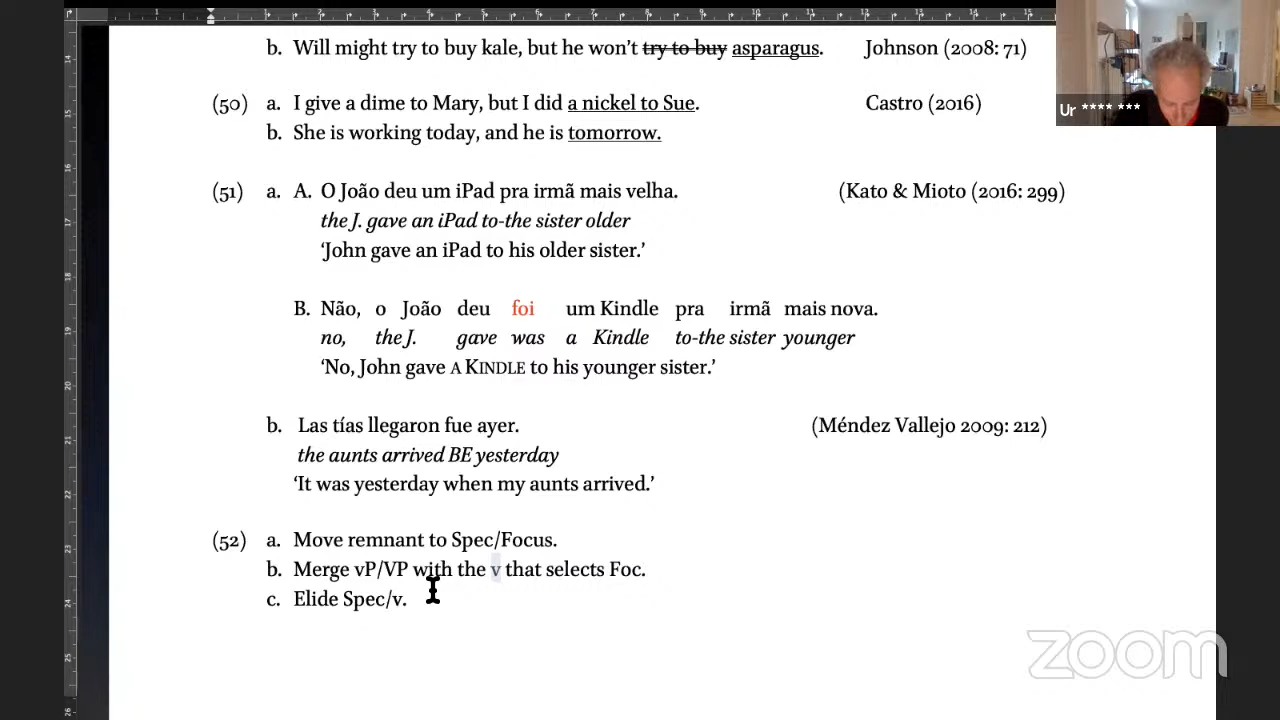 b. Will might try to buy kale, but he won't try to buy asparagus. Johnson (2008: 71)
Ur **** ***
(50) a. I give a dime to Mary, but I did a nickel to Sue. Castro (2016)
b. She is working today, and he is tomorrow.
(51) a. A. O João deu um iPad pra irmã mais velha. (Kato & Mioto (2016: 299)
the J. gave an iPad to-the sister older
'John gave an iPad to his older sister.'
B. Não, o João deu foi um Kindle pra irmã mais nova.
no, the J. gave was a Kindle to-the sister younger
'No, John gave A KINDLE to his younger sister.'
b. Las tías llegaron fue ayer. (Méndez Vallejo 2009: 212)
the aunts arrived BE yesterday
'It was yesterday when my aunts arrived.'
(52) a. Move remnant to Spec/Focus.
b. Merge vP/VP with the v that selects Foc.
c. Elide Spec/v.
zoom